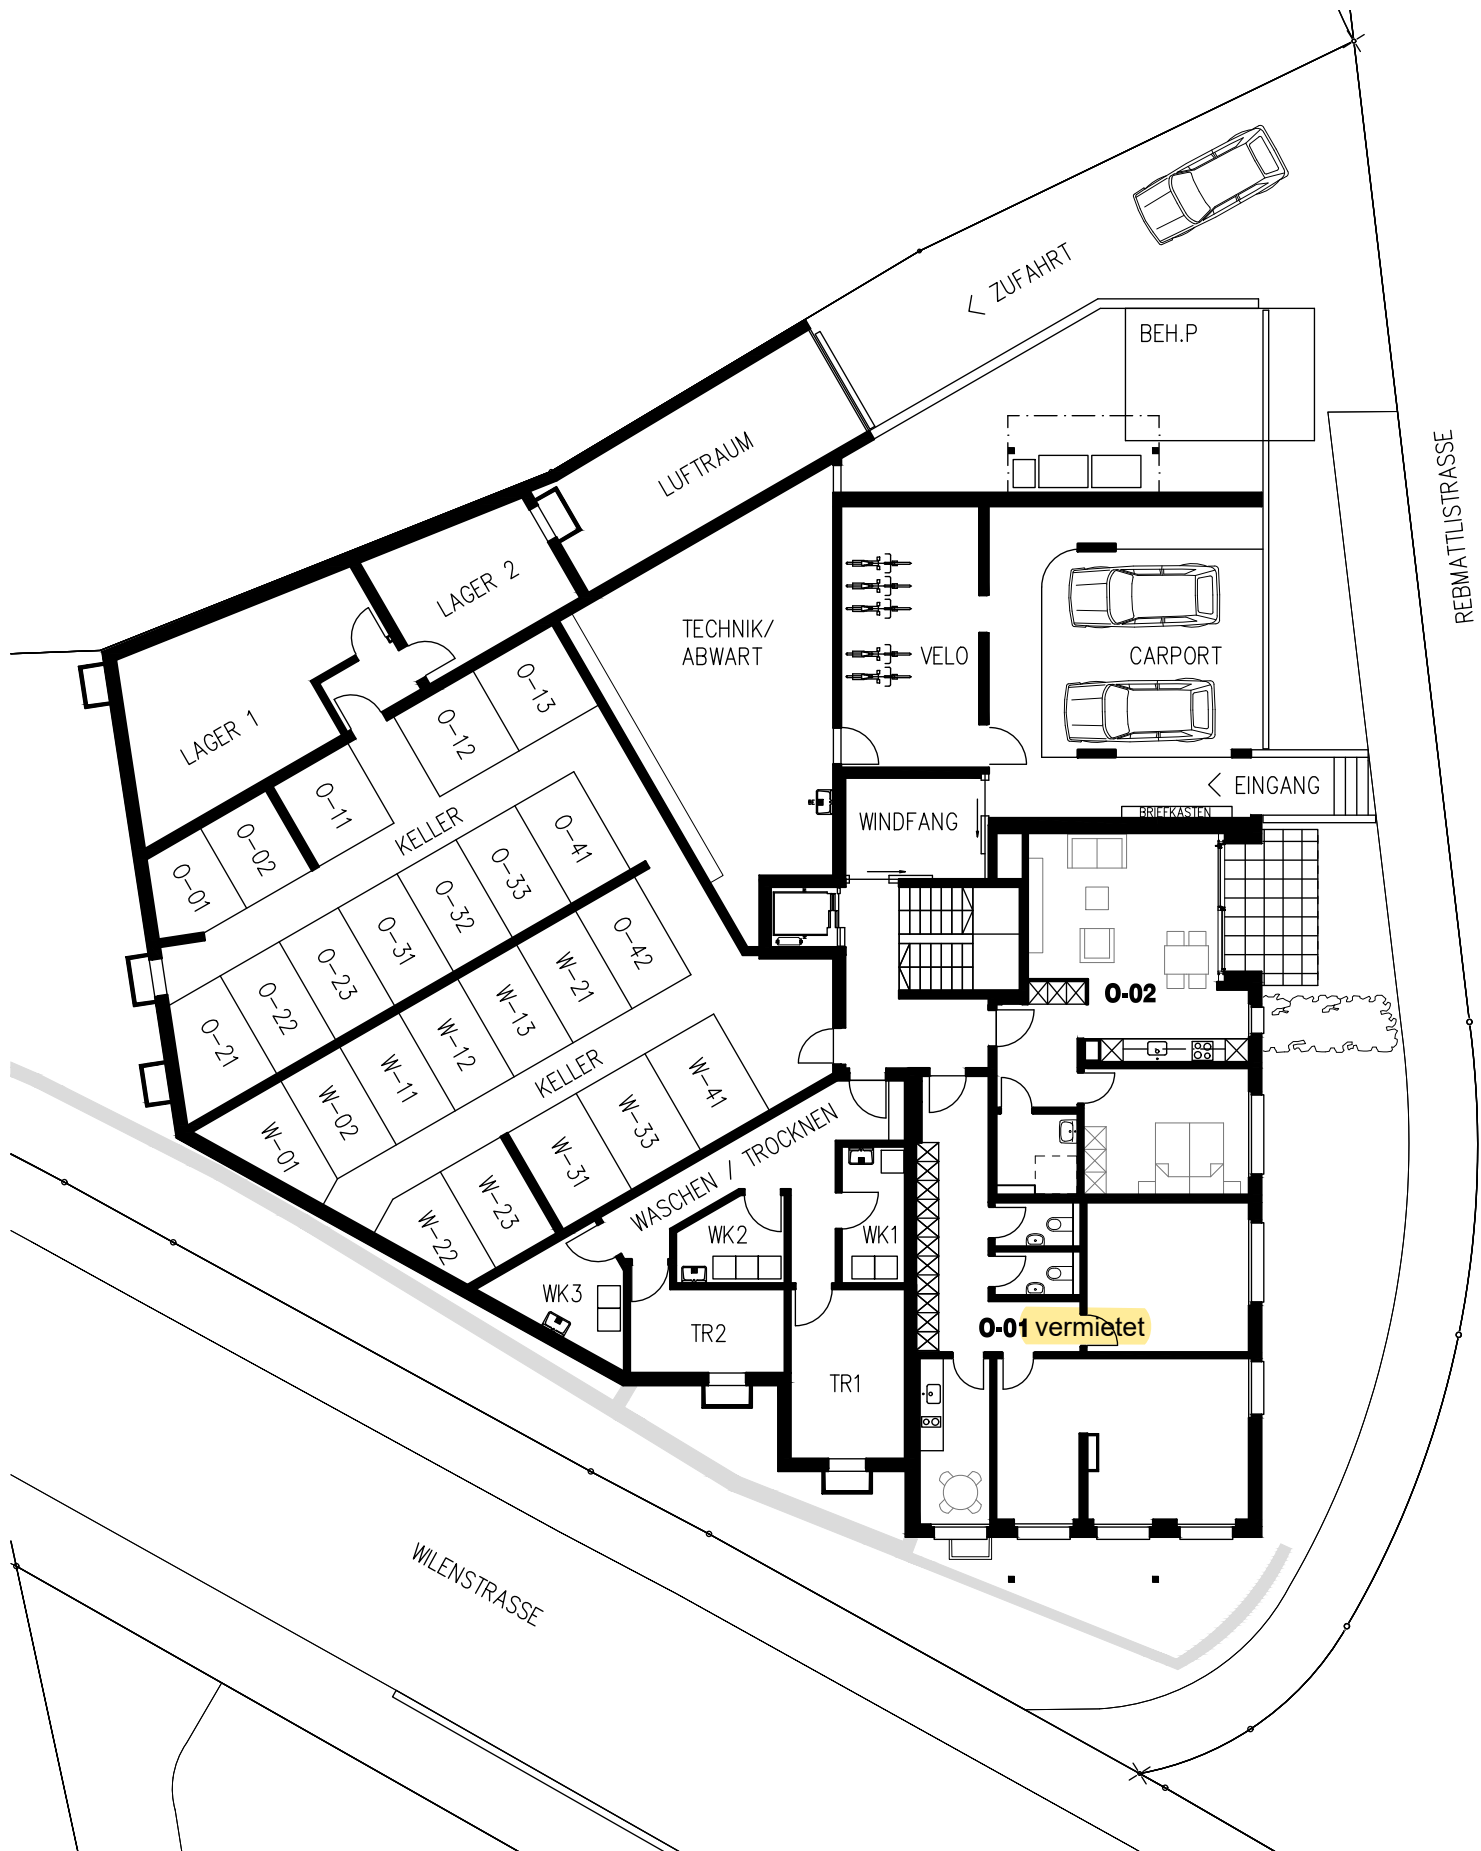 ZUFAHRT
BEH.P
REBMATTLISTRASSE
LUFTRAUM
LAGER 2
LAGER 1
TECHNIK/
ABWART
VELO
CARPORT
EINGANG
BRIEFKASTEN
WINDFANG
O-13
O-12
O-11
O-02
O-01
KELLER
O-41
O-33
O-32
O-31
O-23
O-22
O-21
O-42
W-21
W-13
W-12
W-11
W-02
W-01
KELLER
W-41
W-33
W-31
W-23
W-22
O-02
WASCHEN / TROCKNEN
WK1
WK2
WK3
TR2
TR1
O-01 vermietet
WILENSTRASSE